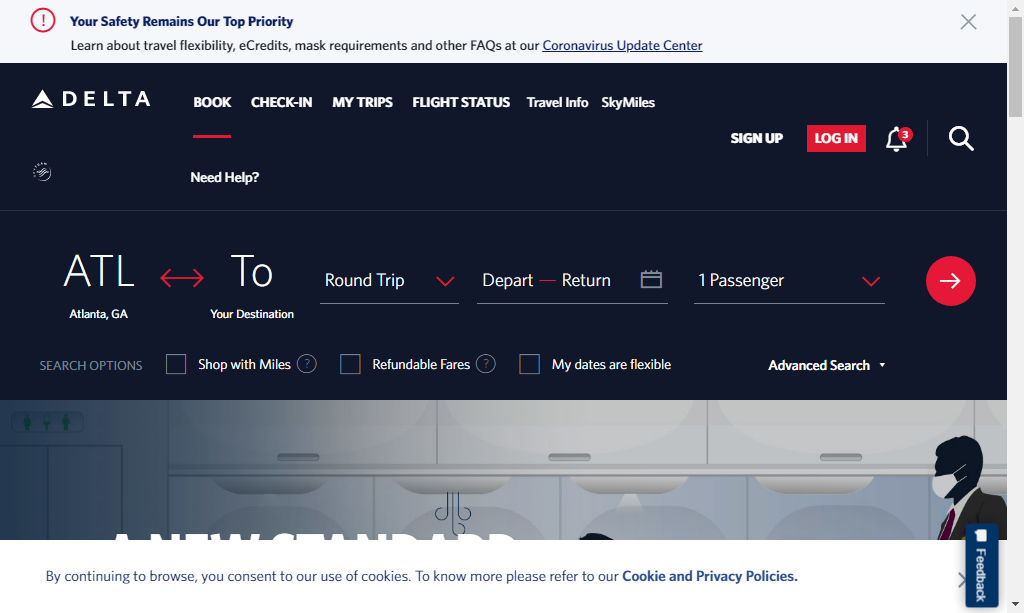 Your Safety Remains Our Top Priority
Learn about travel flexibility, eCredits, mask requirements and other FAQs at our Coronavirus Update Center
DELTA BOOK CHECK-IN MY TRIPS FLIGHT STATUS Travel Info SkyMiles
SIGN UP LOG IN 3
Need Help?
ATL To
Round Trip Depart — Return 1 Passenger
Atlanta, GA Your Destination
SEARCH OPTIONS Shop with Miles ? Refundable Fares ? My dates are flexible Advanced Search
A NEW STANDARD
By continuing to browse, you consent to our use of cookies. To know more please refer to our Cookie and Privacy Policies.
Feedback